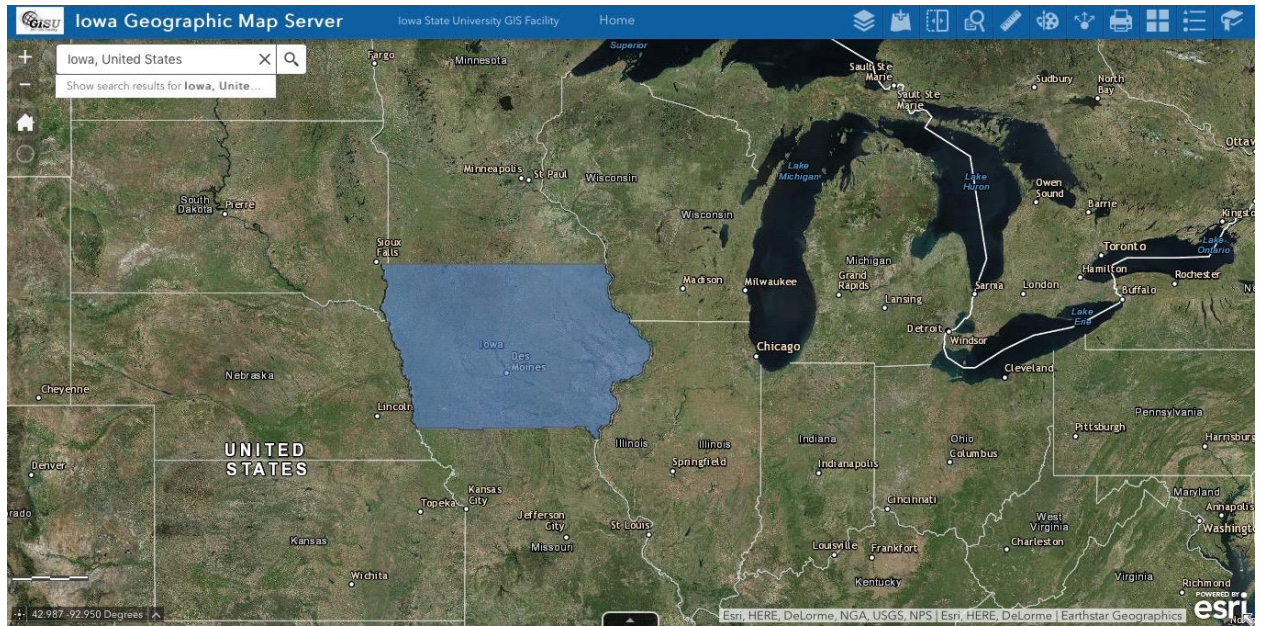 GISU
Iowa Geographic Map Server
Iowa State University GIS Facility
Home
Iowa, United States
Show search results for Iowa, Unite...
Fargo
Minnesota
Superior
Sault Ste
Marie
Sault Ste
Marie
Sudbury
North
Bay
Ottaw
Minneapolis
St Paul
Wisconsin
Lake
Michigan
Lake
Huron
Owen
Sound
Barrie
Kingsto
South
Dakota
Pierre
Wisconsin
Sioux
Falls
Michigan
Toronto
Lake
Ontario
Hamilton
Rochester
Madison
Milwaukee
Grand
Rapids
Lansing
Sarnia
London
Buffalo
Ne
Lake
Erie
Detroit
Windsor
Iowa
Des
Moines
Chicago
Cleveland
Nebraska
Cheyenne
Lincoln
Pennsylvania
Pittsburgh
Harrisburg
UNITED
STATES
Illinois
Illinois
Indiana
Ohio
Columbus
Denver
Springfield
Indianapolis
Topeka
Kansas
City
Cincinnati
Maryland
Annapolis
orado
Jefferson
City
Missouri
St Louis
West
Virginia
Charleston
Washingt
Kansas
Louisville
Frankfort
Wichita
Kentucky
Virginia
Richmond
42.987 -92.950 Degrees
Esri, HERE, DeLorme, NGA, USGS, NPS | Esri, HERE, DeLorme | Earthstar Geographics
POWERED BY
esri